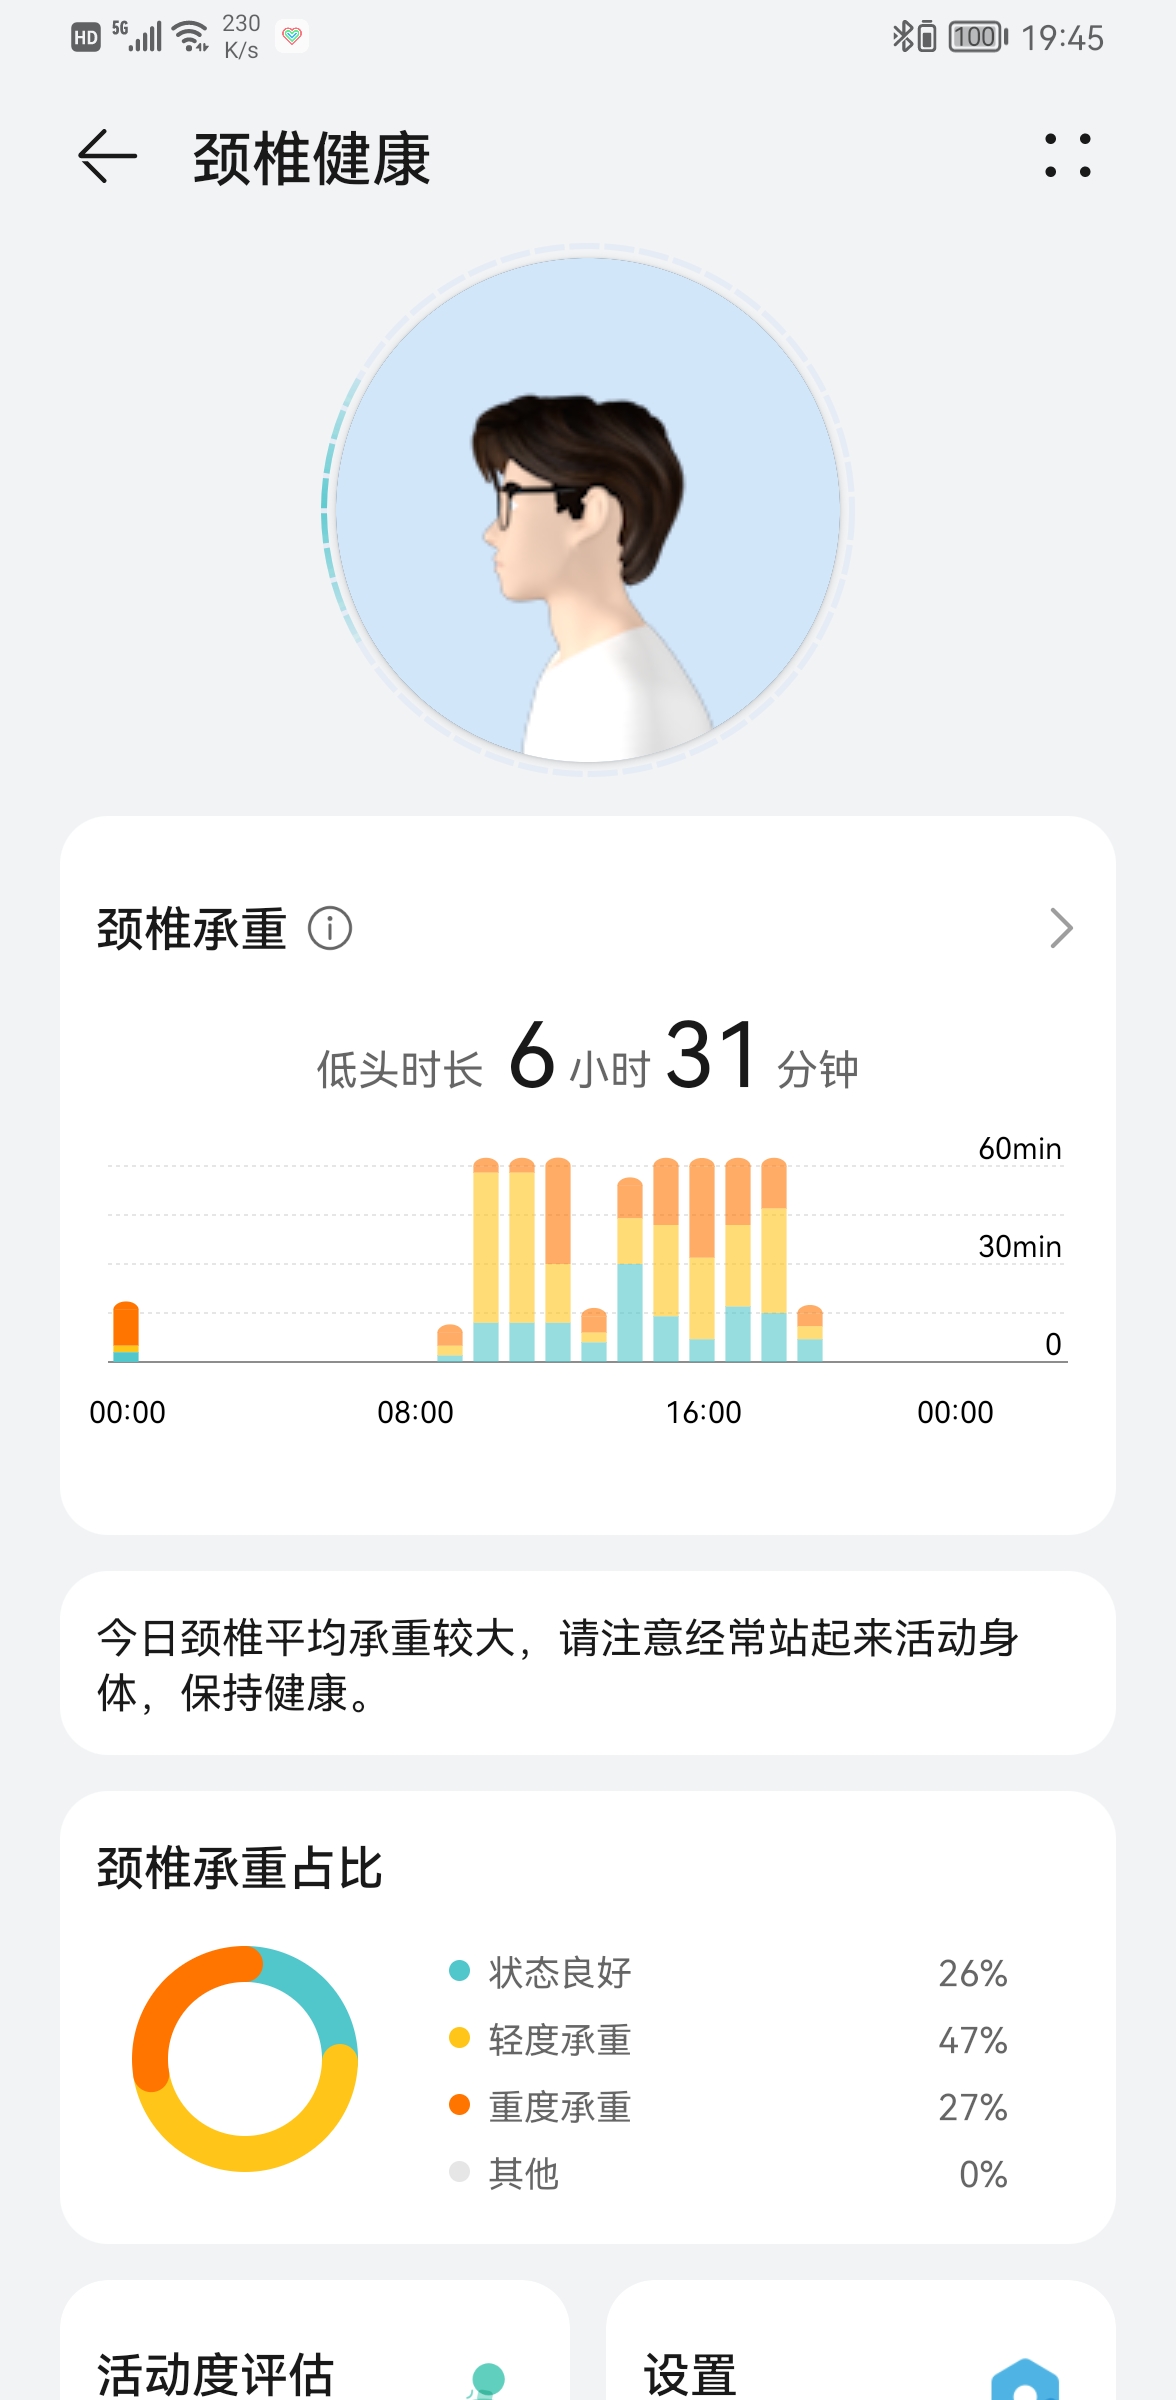 HD 5G 230 K/s 100 19:45
颈椎健康
颈椎承重
低头时长 6 小时 31 分钟
60min
30min
0
00:00 08:00 16:00 00:00
今日颈椎平均承重较大，请注意经常站起来活动身
体，保持健康。
颈椎承重占比
状态良好 26%
轻度承重 47%
重度承重 27%
其他 0%
活动度评估 设置